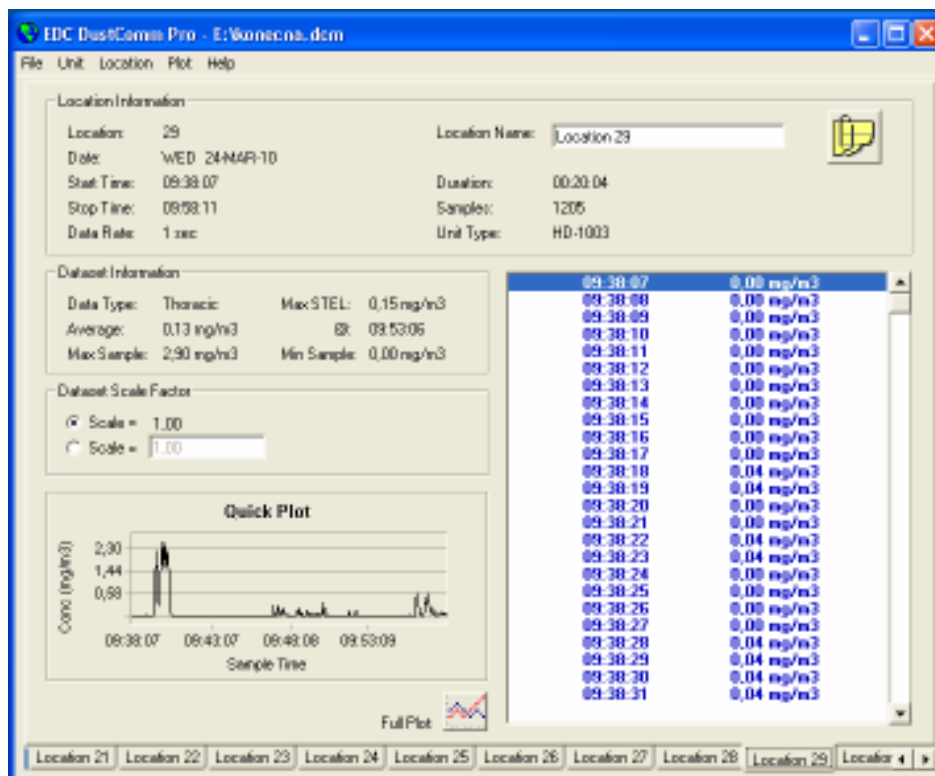 EDC DustComm Pro - E:\konecna.dcm
File Unit Location Plot Help
Location Information
Location: 29 Location Name: Location 29
Date: WED 24-MAR-10
Start Time: 09:38:07 Duration: 00:20:04
Stop Time: 09:58:11 Samples: 1205
Data Rate: 1 sec Unit Type: HD-1003
Dataset Information
Data Type: Thoracic Max STEL: 0,15 mg/m3
Average: 0,13 mg/m3 @: 09:53:06
Max Sample: 2,90 mg/m3 Min Sample: 0,00 mg/m3
Dataset Scale Factor
Scale = 1.00
Scale = 1.00
Quick Plot
Conc (mg/m3)
2,30
1,44
0,58
09:38:07 09:43:07 09:48:08 09:53:09
Sample Time
Full Plot
09:38:07 0,00 mg/m3
09:38:08 0,00 mg/m3
09:38:09 0,00 mg/m3
09:38:10 0,00 mg/m3
09:38:11 0,00 mg/m3
09:38:12 0,00 mg/m3
09:38:13 0,00 mg/m3
09:38:14 0,00 mg/m3
09:38:15 0,00 mg/m3
09:38:16 0,00 mg/m3
09:38:17 0,00 mg/m3
09:38:18 0,04 mg/m3
09:38:19 0,04 mg/m3
09:38:20 0,00 mg/m3
09:38:21 0,00 mg/m3
09:38:22 0,04 mg/m3
09:38:23 0,04 mg/m3
09:38:24 0,00 mg/m3
09:38:25 0,00 mg/m3
09:38:26 0,00 mg/m3
09:38:27 0,00 mg/m3
09:38:28 0,04 mg/m3
09:38:29 0,04 mg/m3
09:38:30 0,04 mg/m3
09:38:31 0,04 mg/m3
Location 21 Location 22 Location 23 Location 24 Location 25 Location 26 Location 27 Location 28 Location 29 Location